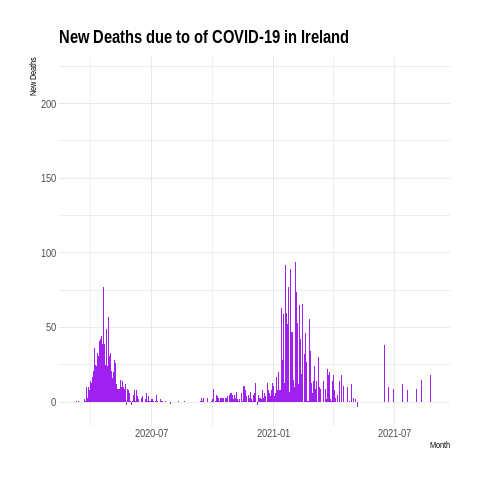 New Deaths due to of COVID-19 in Ireland
New Deaths
200
150
100
50
0
2020-07
2021-01
2021-07
Month